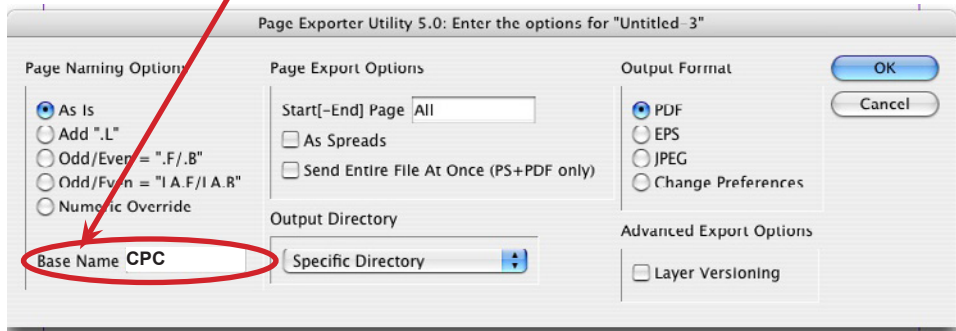 Page Exporter Utility 5.0: Enter the options for "Untitled-3"
Page Naming Options
As Is
Add ".L"
Odd/Even = ".F/.B"
Odd/Even = "LA.F/LA.B"
Numeric Override
Base Name CPC
Page Export Options
Start[-End] Page All
As Spreads
Send Entire File At Once (PS+PDF only)
Output Directory
Specific Directory
Output Format
PDF
EPS
JPEG
Change Preferences
Advanced Export Options
Layer Versioning
OK
Cancel